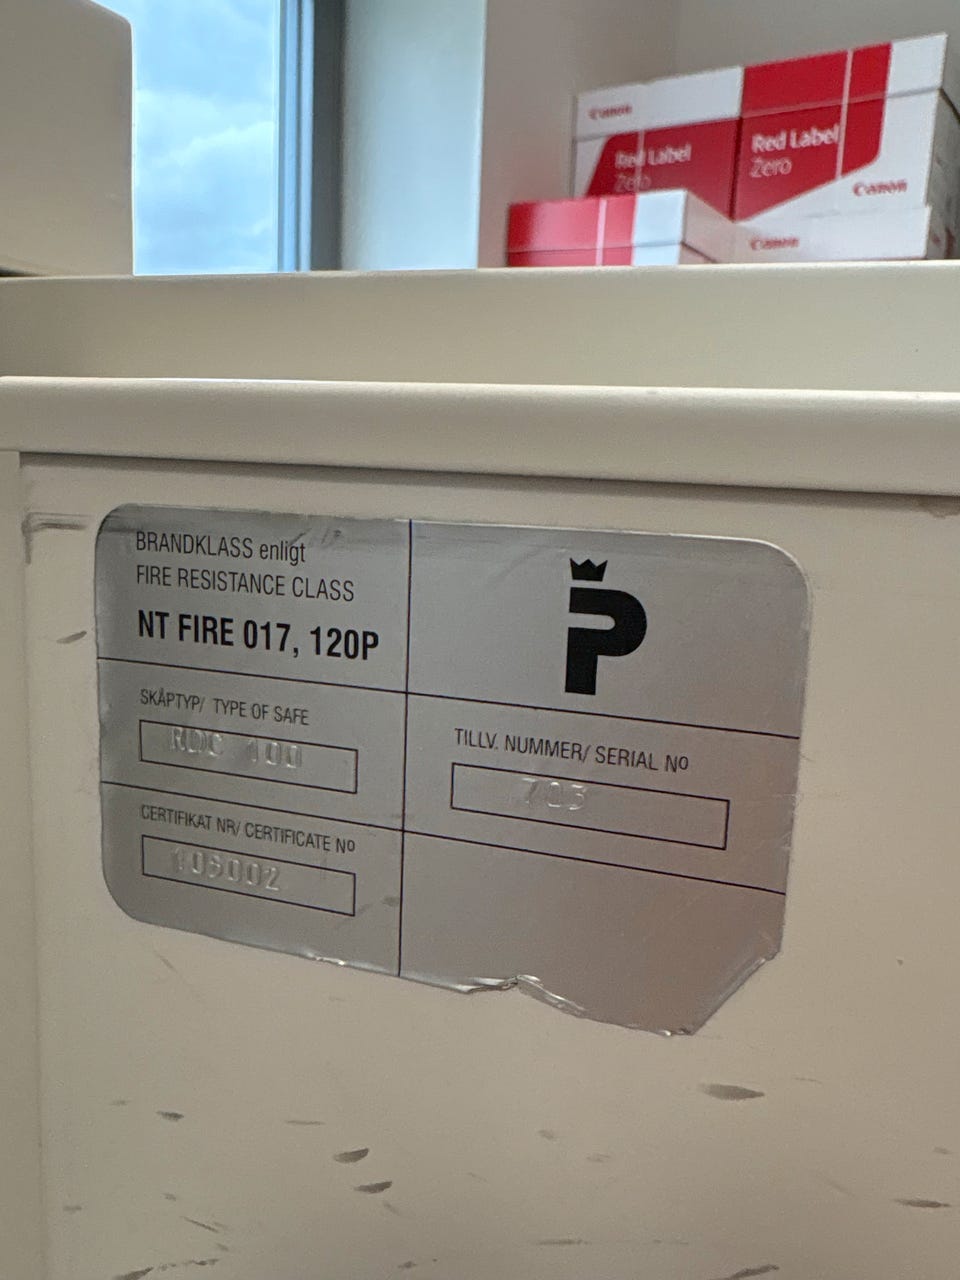 Canon
Red Label
Zero
Red Label
Zero
Canon
Canon
BRANDKLASS enligt
FIRE RESISTANCE CLASS
NT FIRE 017, 120P
P
SKÅPTYP/ TYPE OF SAFE
RDC 100
TILLV. NUMMER/ SERIAL Nº
703
CERTIFIKAT NR/ CERTIFICATE Nº